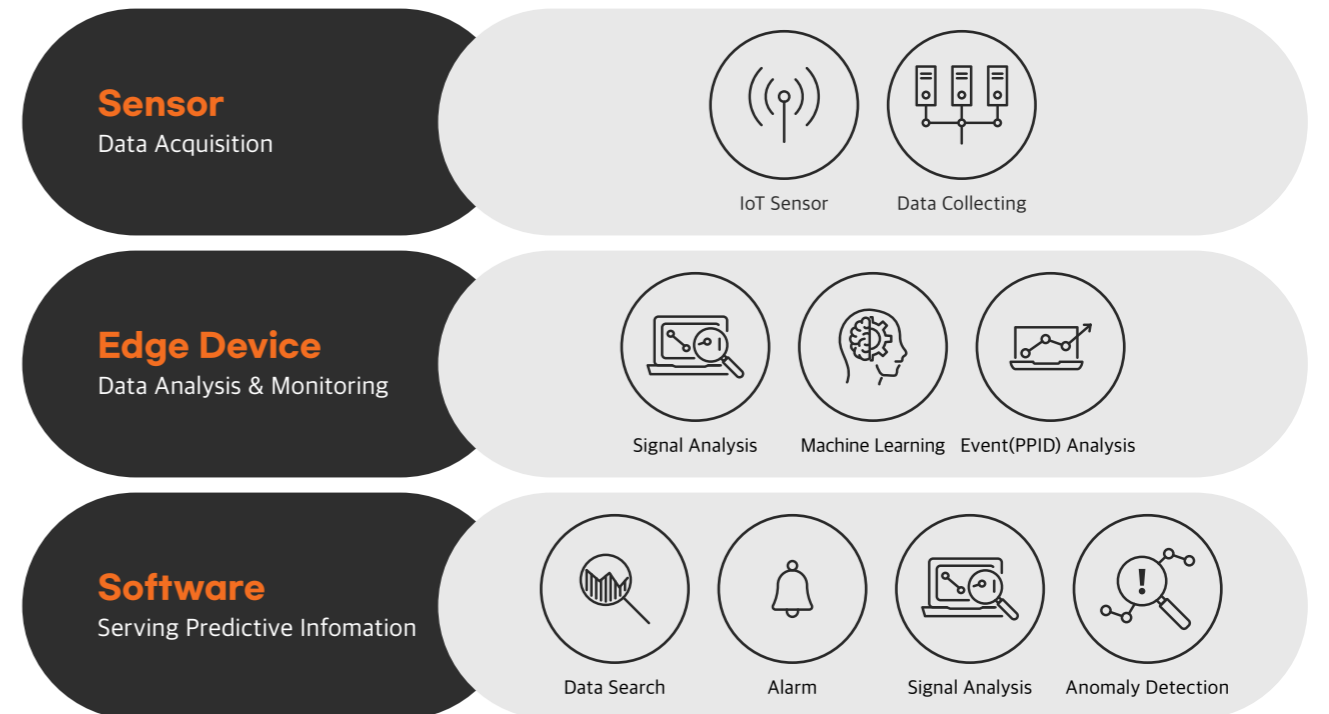 Sensor
Data Acquisition
IoT Sensor
Data Collecting
Edge Device
Data Analysis & Monitoring
Signal Analysis
Machine Learning
Event(PPID) Analysis
Software
Serving Predictive Infomation
Data Search
Alarm
Signal Analysis
Anomaly Detection